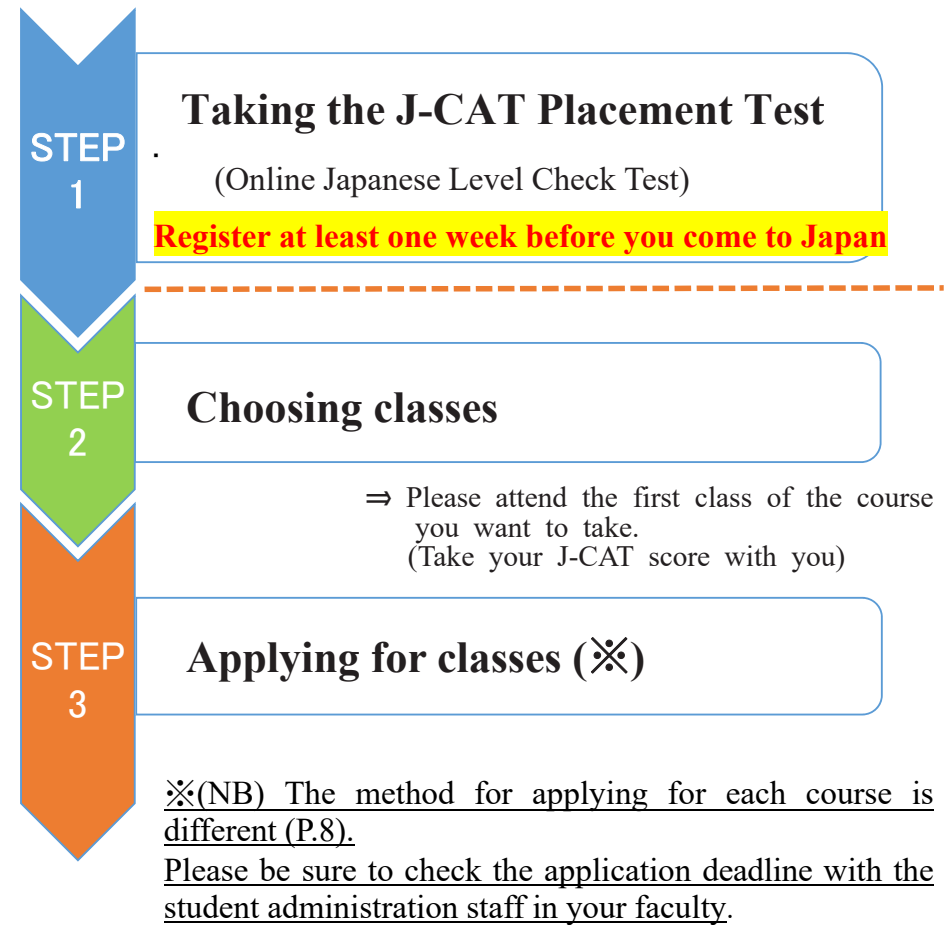 STEP
1
Taking the J-CAT Placement Test
.
(Online Japanese Level Check Test)
Register at least one week before you come to Japan
STEP
2
Choosing classes
⇒ Please attend the first class of the course
you want to take.
(Take your J-CAT score with you)
STEP
3
Applying for classes (※)
※(NB) The method for applying for each course is
different (P.8).
Please be sure to check the application deadline with the
student administration staff in your faculty.